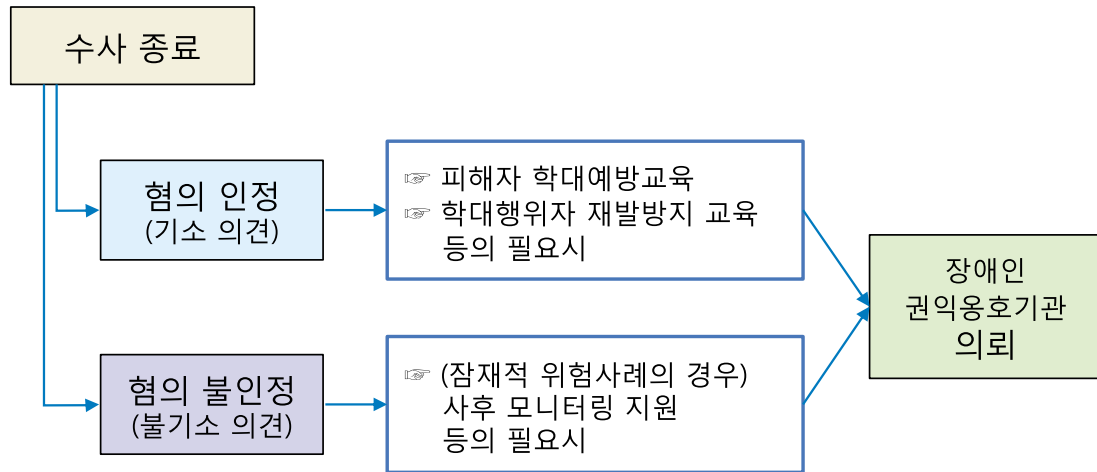 수사 종료
혐의 인정
(기소 의견)
☞ 피해자 학대예방교육
☞ 학대행위자 재발방지 교육
등의 필요시
장애인
권익옹호기관
의뢰
혐의 불인정
(불기소 의견)
☞ (잠재적 위험사례의 경우)
사후 모니터링 지원
등의 필요시